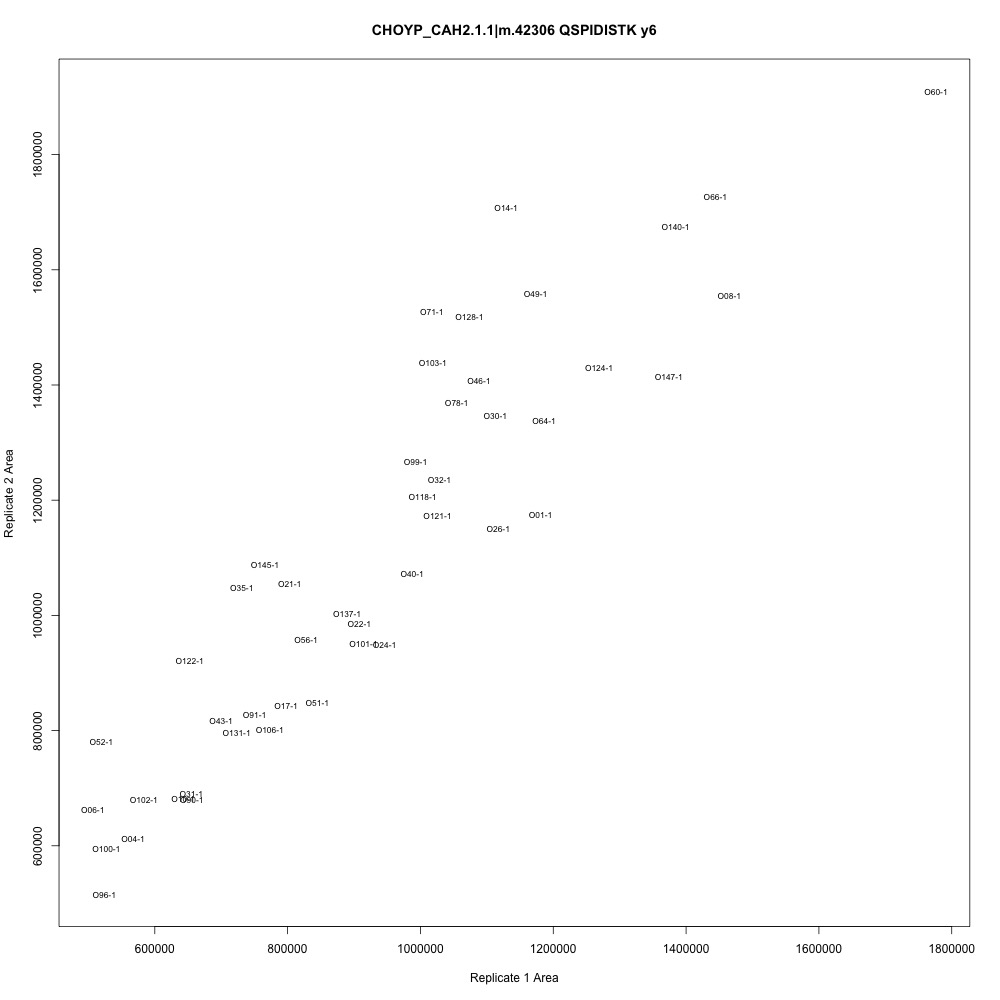 CHOYP_CAH2.1.1|m.42306 QSPIDISTK y6
O60-1
O66-1
O14-1
O140-1
O49-1
O08-1
O71-1
O128-1
O103-1
O124-1
O147-1
O46-1
O78-1
O30-1
O64-1
O99-1
O32-1
O118-1
O121-1
O01-1
O26-1
O40-1
O145-1
O21-1
O35-1
O137-1
O22-1
O56-1
O101-1
O24-1
O122-1
O51-1
O17-1
O91-1
O43-1
O106-1
O131-1
O52-1
O31-1
O90-1
O102-1
O06-1
O04-1
O100-1
O96-1
1800000
1600000
1400000
1200000
1000000
800000
600000
Replicate 2 Area
600000 800000 1000000 1200000 1400000 1600000 1800000
Replicate 1 Area